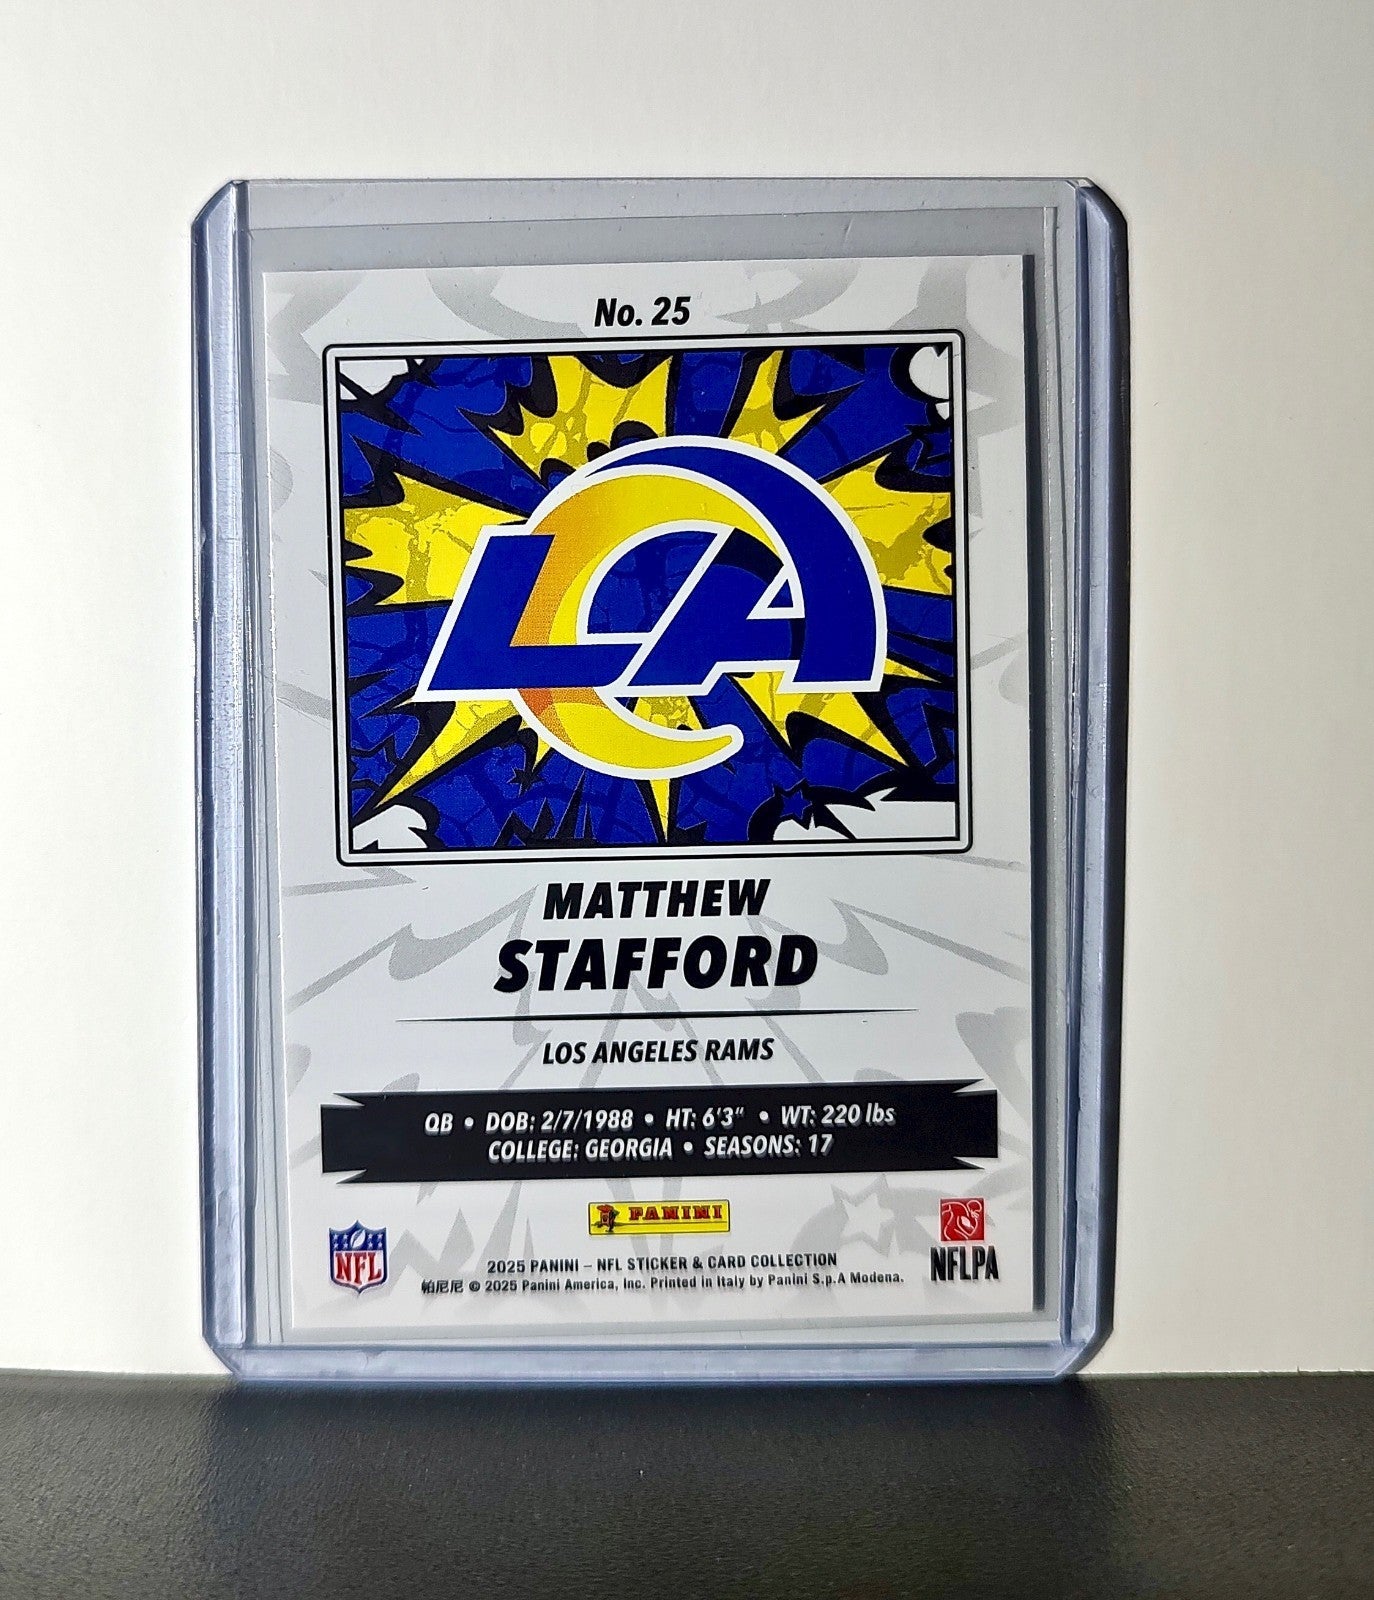 No. 25
LA
MATTHEW
STAFFORD
LOS ANGELES RAMS
QB • DOB: 2/7/1988 • HT: 6'3" • WT: 220 lbs
COLLEGE: GEORGIA • SEASONS: 17
PANINI
NFL
NFLPA
2025 PANINI – NFL STICKER & CARD COLLECTION
帕尼尼 © 2025 Panini America, Inc. Printed in Italy by Panini S.p.A Modena.